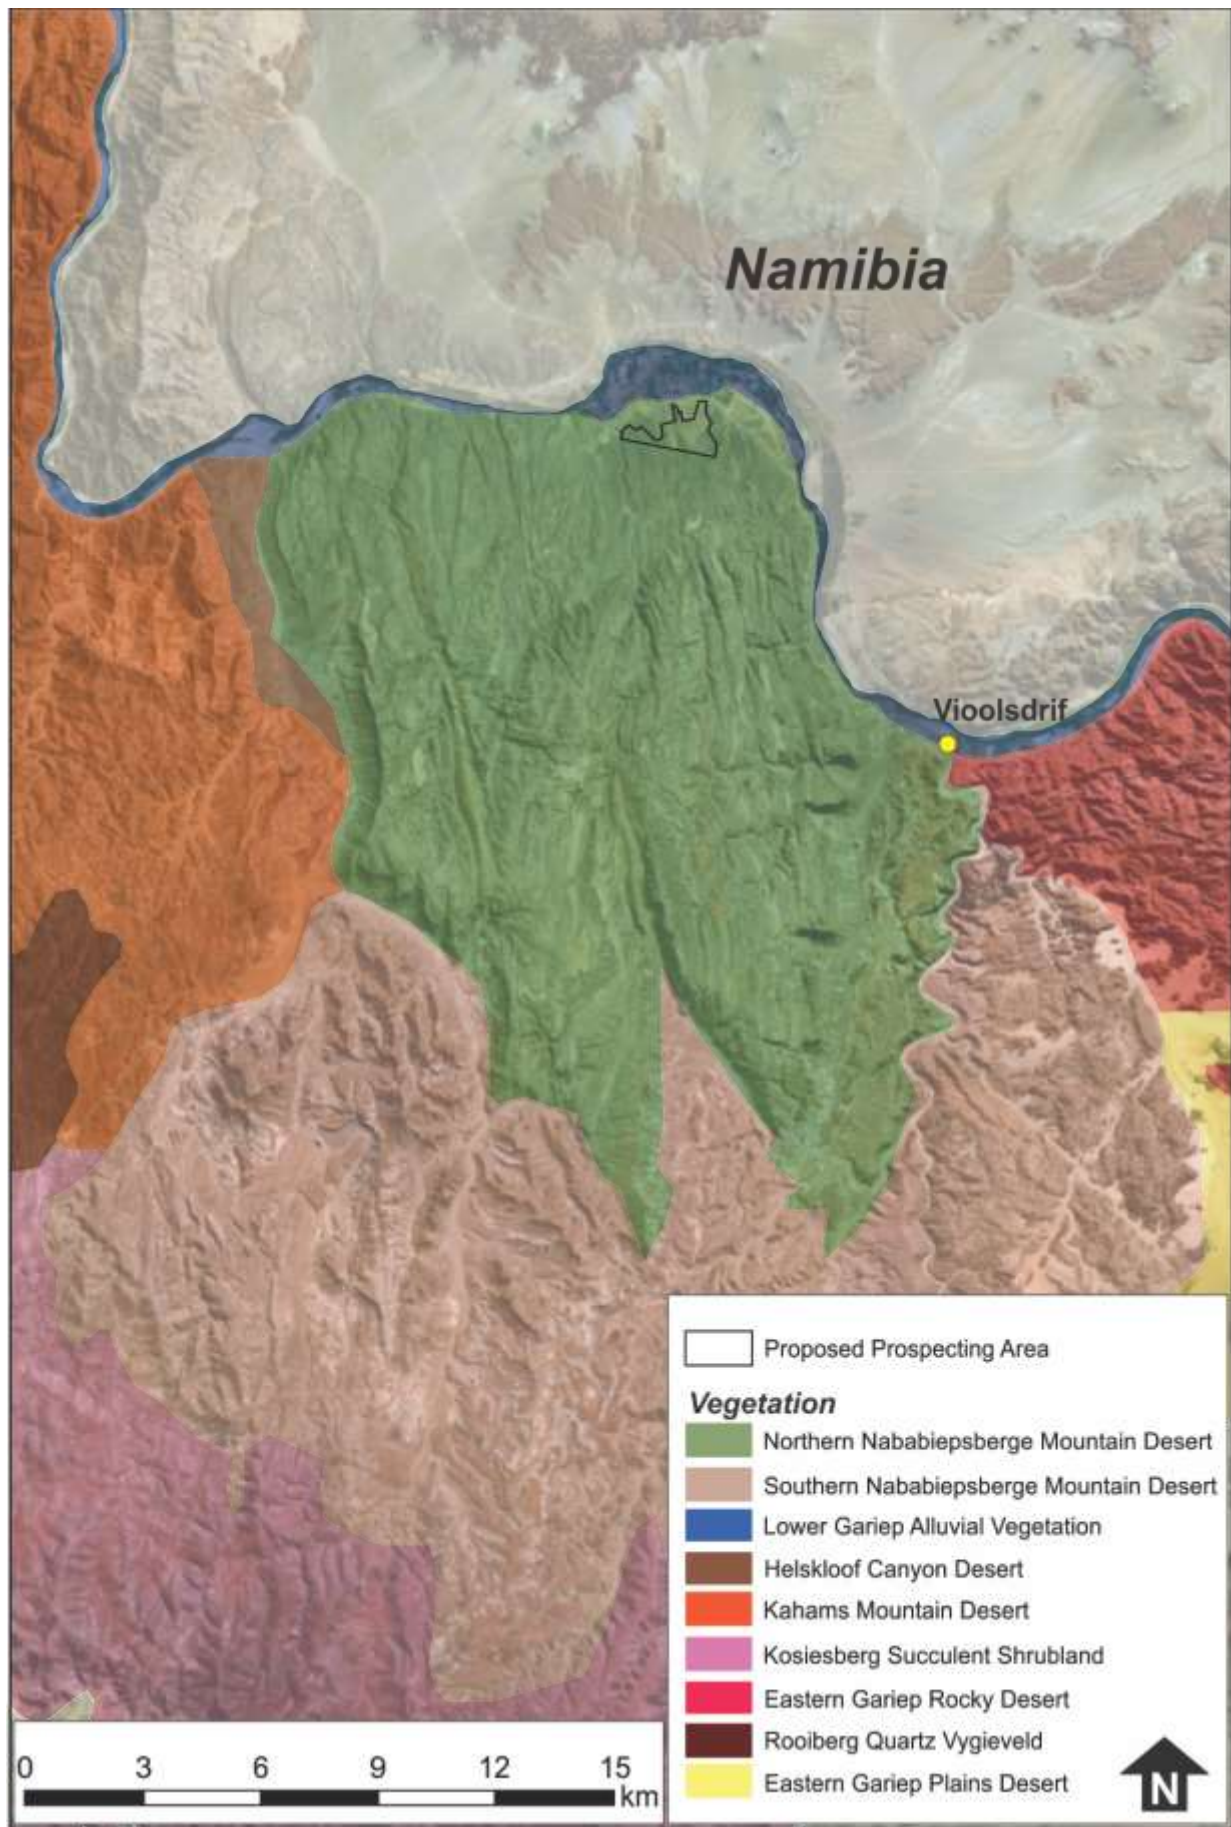 Namibia
Vioolsdrif
Proposed Prospecting Area
Vegetation
Northern Nababiepsberge Mountain Desert
Southern Nababiepsberge Mountain Desert
Lower Gariep Alluvial Vegetation
Helskloof Canyon Desert
Kahams Mountain Desert
Kosiesberg Succulent Shrubland
Eastern Gariep Rocky Desert
Rooiberg Quartz Vygieveld
Eastern Gariep Plains Desert
0 3 6 9 12 15
km
N